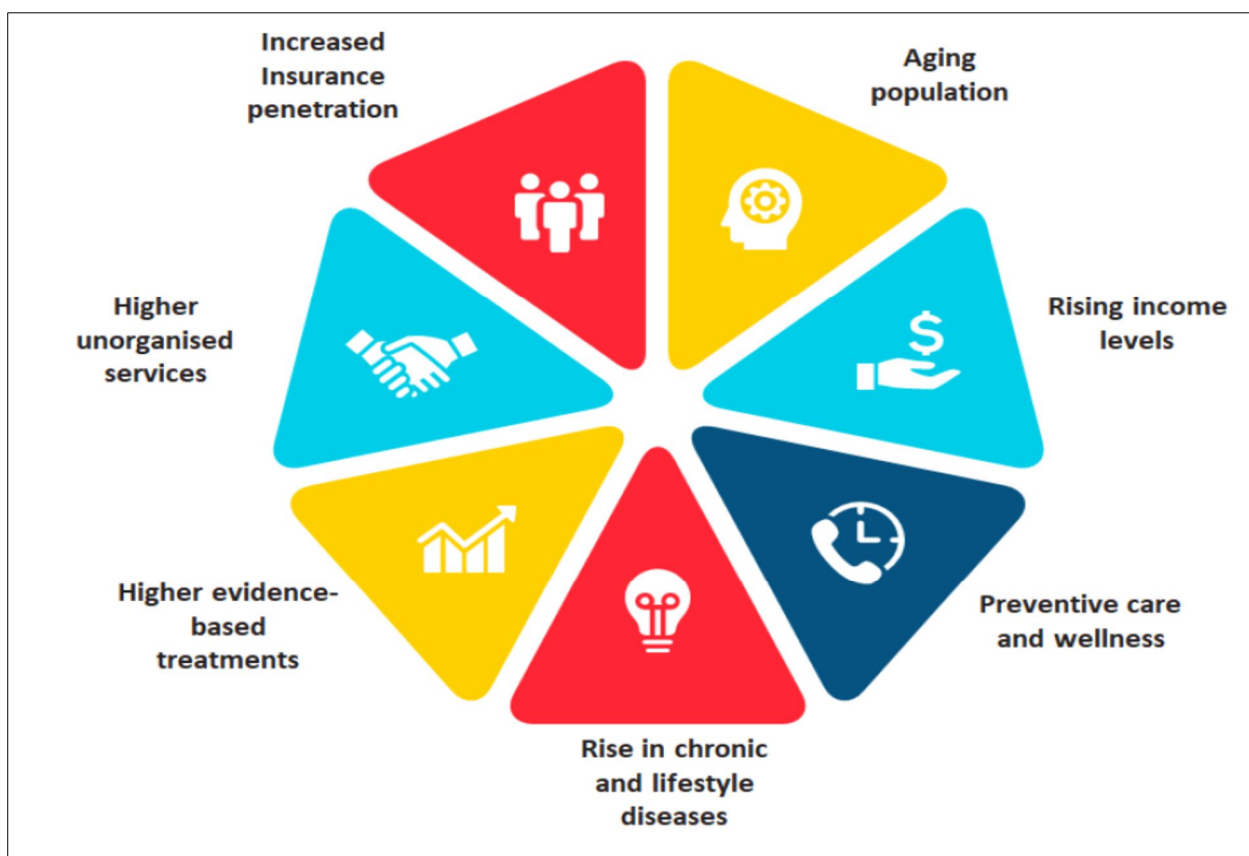 Increased
Insurance
penetration
Aging
population
Rising income
levels
Preventive care
and wellness
Rise in chronic
and lifestyle
diseases
Higher evidence-
based
treatments
Higher
unorganised
services
$